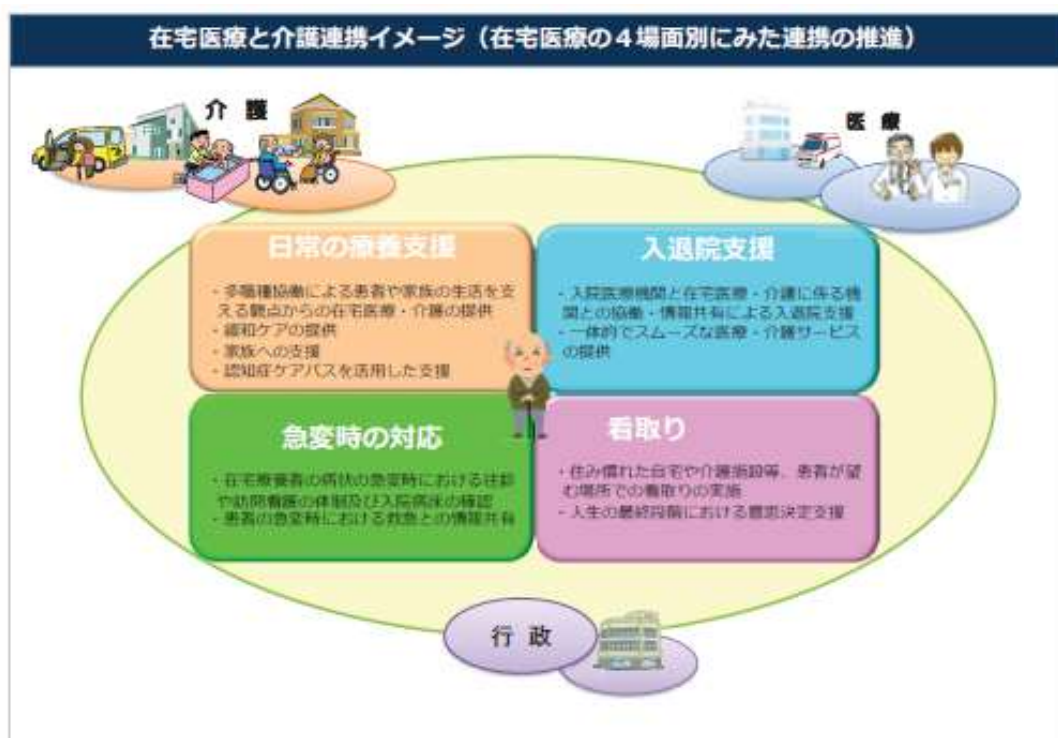 在宅医療と介護連携イメージ（在宅医療の４場面別にみた連携の推進）
介 護
医 療
日常の療養支援
・多職種協働による患者や家族の生活を支
える観点からの在宅医療・介護の提供
・緩和ケアの提供
・家族への支援
・認知症ケアパスを活用した支援
入退院支援
・入院医療機関と在宅医療・介護に係る機
関との協働・情報共有による入退院支援
・一体的でスムーズな医療・介護サービス
の提供
急変時の対応
・在宅療養者の病状の急変時における往診
や訪問看護の体制及び入院病床の確認
・患者の急変時における救急との情報共有
看取り
・住み慣れた自宅や介護施設等、患者が望
む場所での看取りの実施
・人生の最終段階における意思決定支援
行 政